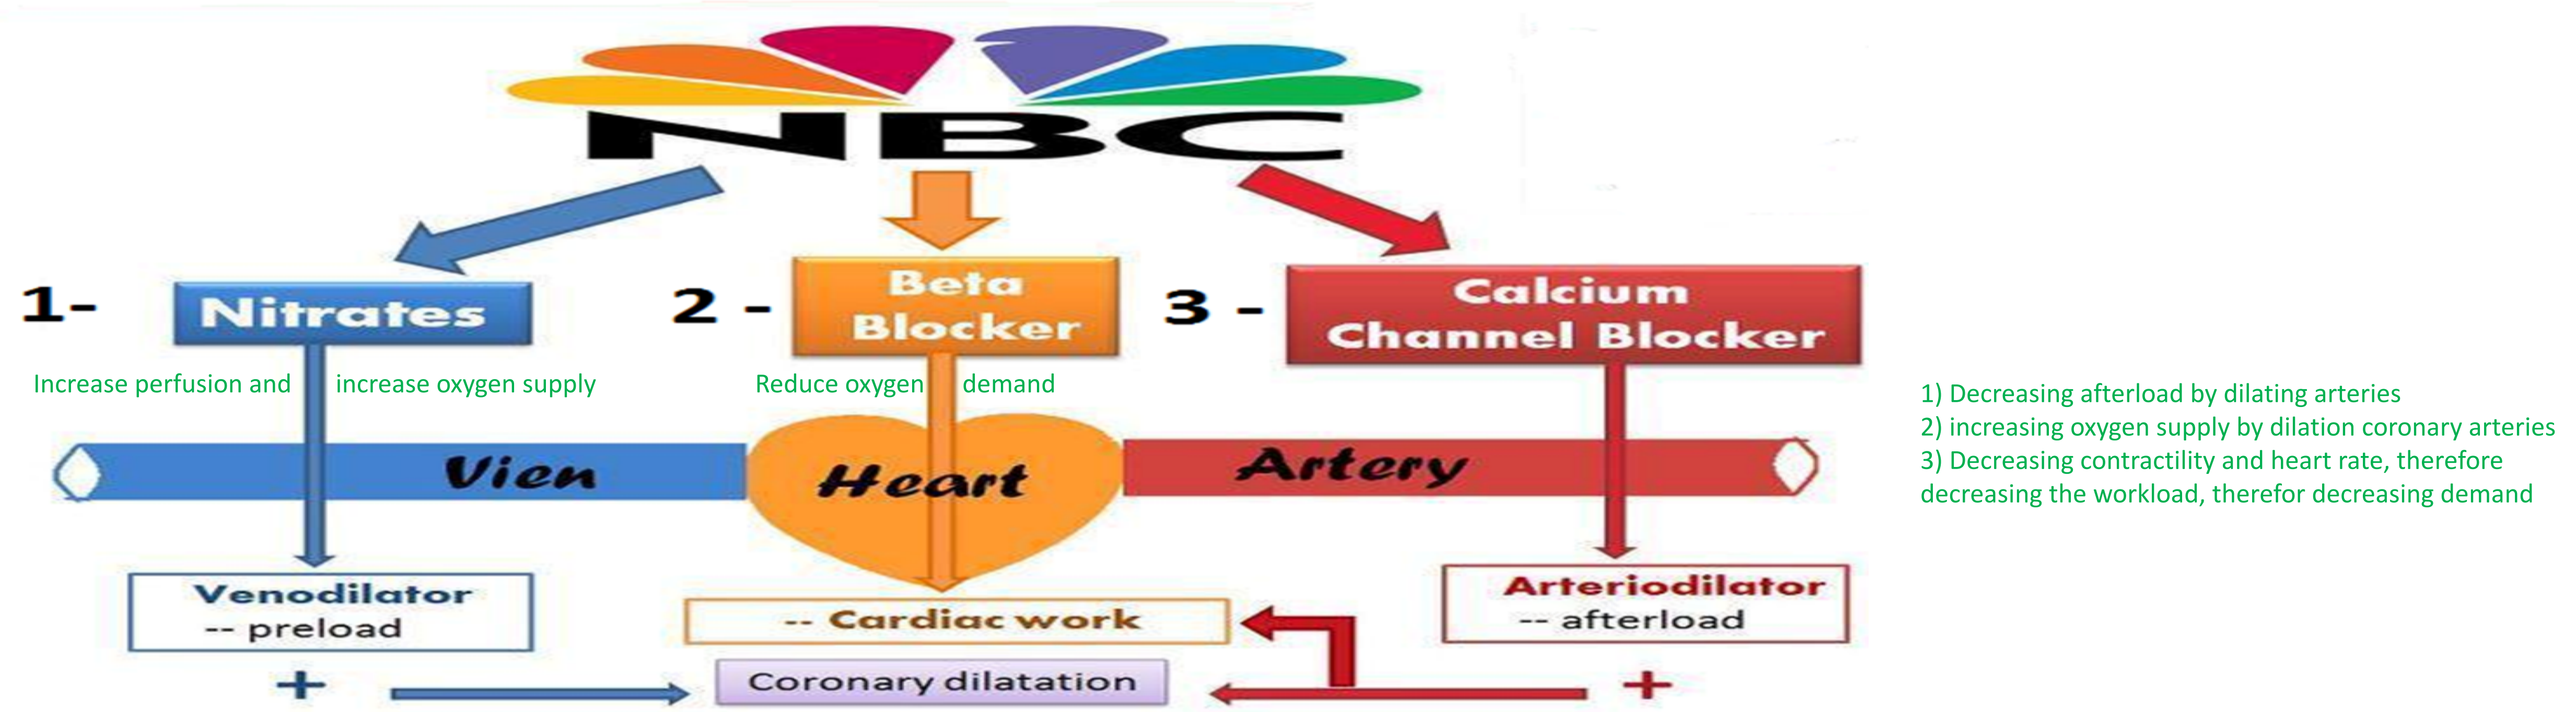 NBC
1-
Nitrates
2 -
Beta
Blocker
3 -
Calcium
Channel Blocker
Increase perfusion and increase oxygen supply
Reduce oxygen demand
1) Decreasing afterload by dilating arteries
2) increasing oxygen supply by dilation coronary arteries
3) Decreasing contractility and heart rate, therefore
decreasing the workload, therefor decreasing demand
Vien
Heart
Artery
Venodilator
-- preload
-- Cardiac work
Arteriodilator
-- afterload
+
Coronary dilatation
+